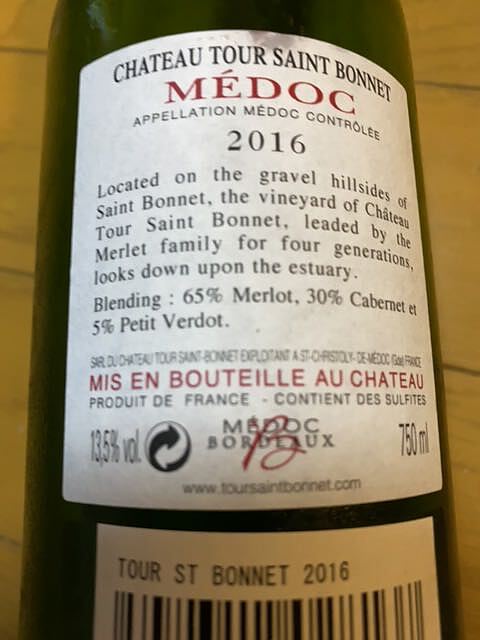 CHATEAU TOUR SAINT BONNET
MÉDOC
APPELLATION MÉDOC CONTRÔLÉE
2016
Located on the gravel hillsides of
Saint Bonnet, the vineyard of Château
Tour Saint Bonnet, leaded by the
Merlet family for four generations,
looks down upon the estuary.
Blending : 65% Merlot, 30% Cabernet et
5% Petit Verdot.
SARL DU CHATEAU TOUR SAINT-BONNET EXPLOITANT A ST-CHRISTOLY-DE-MÉDOC (Gde) FRANCE
MIS EN BOUTEILLE AU CHATEAU
PRODUIT DE FRANCE - CONTIENT DES SULFITES
13,5% vol.
MÉDOC
BORDEAUX
750 ml
www.toursaintbonnet.com
TOUR ST BONNET 2016